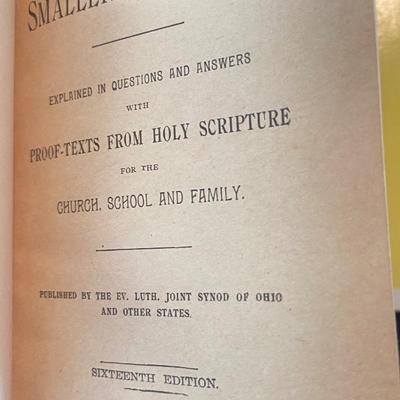 EXPLAINED IN QUESTIONS AND ANSWERS
WITH
PROOF-TEXTS FROM HOLY SCRIPTURE
FOR THE
CHURCH, SCHOOL AND FAMILY.
PUBLISHED BY THE EV. LUTH. JOINT SYNOD OF OHIO
AND OTHER STATES.
SIXTEENTH EDITION.